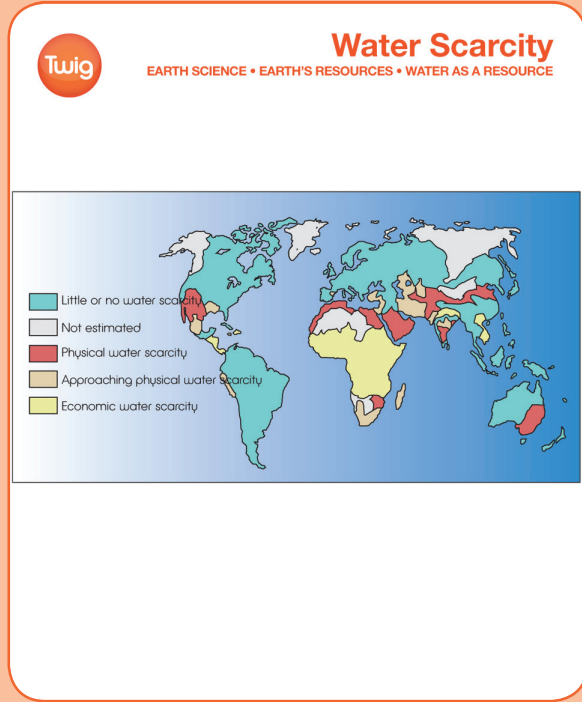 Twig
Water Scarcity
EARTH SCIENCE • EARTH'S RESOURCES • WATER AS A RESOURCE
Little or no water scarcity
Not estimated
Physical water scarcity
Approaching physical water scarcity
Economic water scarcity